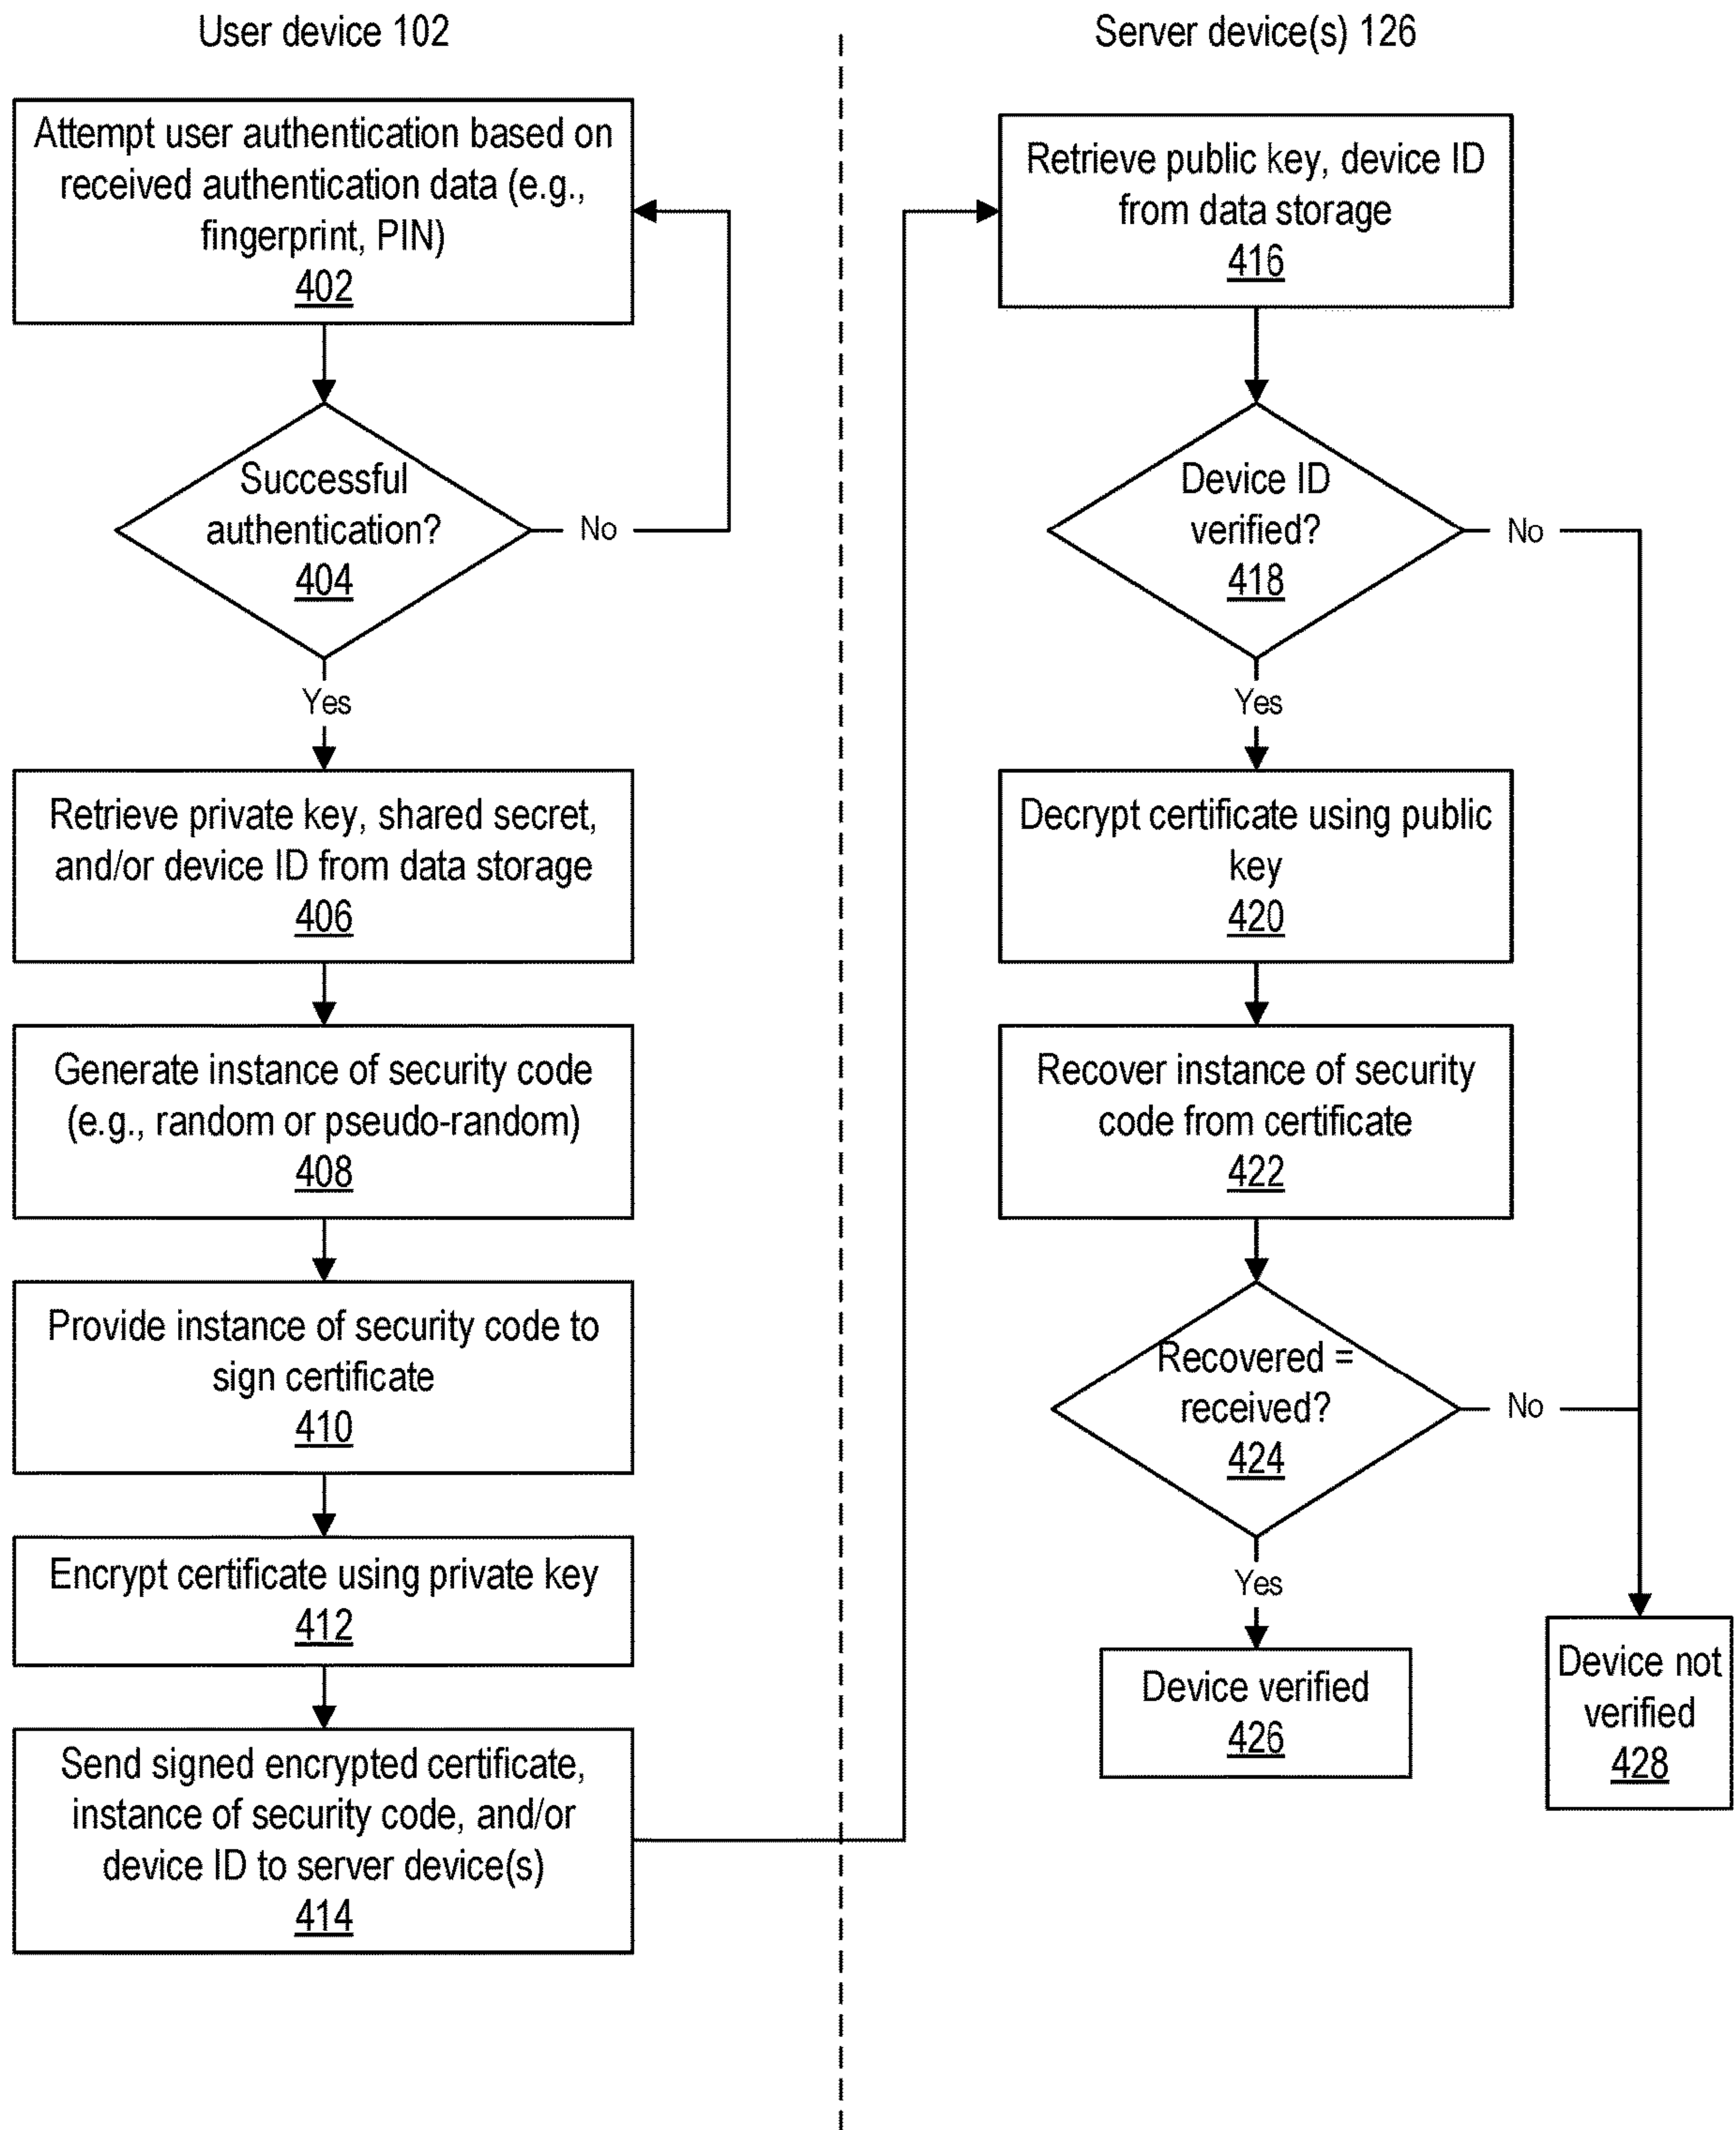 User device 102
Attempt user authentication based on
received authentication data (e.g.,
fingerprint, PIN)
402
Successful
authentication?
404
No
Yes
Retrieve private key, shared secret,
and/or device ID from data storage
406
Generate instance of security code
(e.g., random or pseudo-random)
408
Provide instance of security code to
sign certificate
410
Encrypt certificate using private key
412
Send signed encrypted certificate,
instance of security code, and/or
device ID to server device(s)
414
Server device(s) 126
Retrieve public key, device ID
from data storage
416
Device ID
verified?
418
No
Yes
Decrypt certificate using public
key
420
Recover instance of security
code from certificate
422
Recovered =
received?
424
No
Yes
Device verified
426
Device not
verified
428